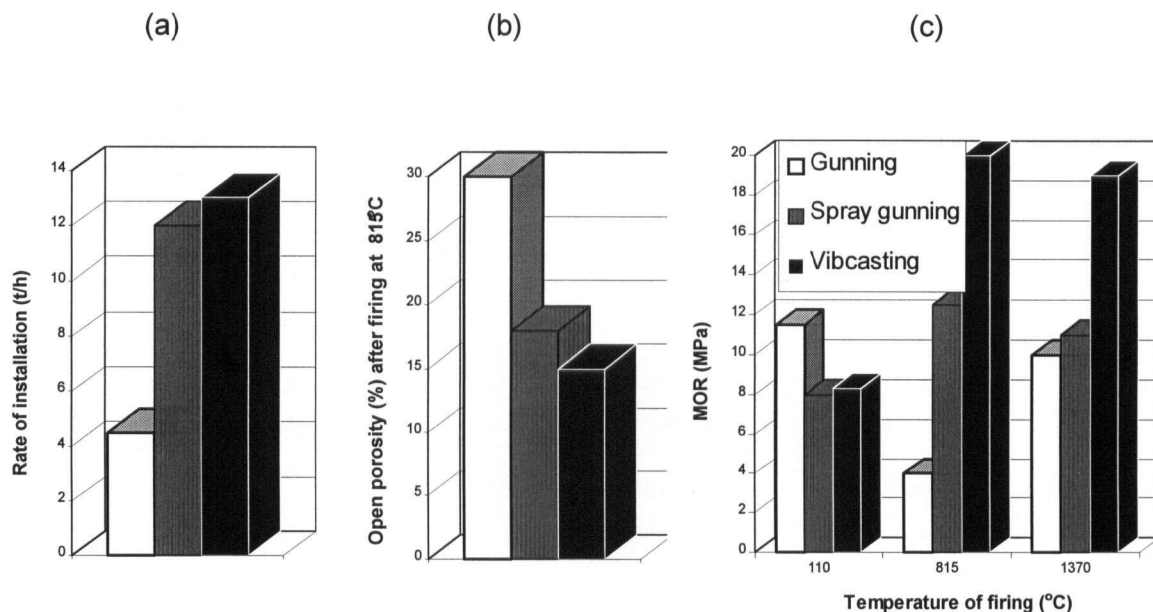 (a)
(b)
(c)
Rate of installation (t/h)
14
12
10
8
6
4
2
0
Open porosity (%) after firing at 815°C
30
25
20
15
10
5
0
MOR (MPa)
20
18
16
14
12
10
8
6
4
2
0
Gunning
Spray gunning
Vibcasting
110
815
1370
Temperature of firing (°C)